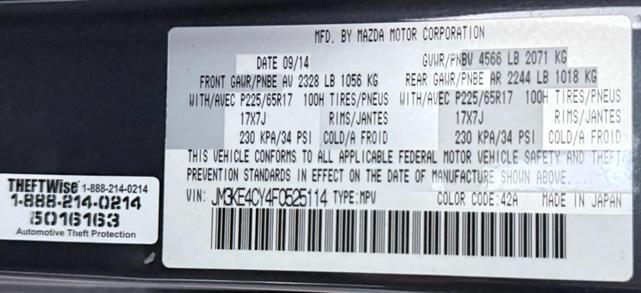 MFD. BY MAZDA MOTOR CORPORATION
DATE 09/14 GVWR/PNBV 4566 LB 2071 KG
FRONT GAWR/PNBE AV 2328 LB 1056 KG REAR GAWR/PNBE AR 2244 LB 1018 KG
WITH/AVEC P225/65R17 100H TIRES/PNEUS WITH/AVEC P225/65R17 100H TIRES/PNEUS
17X7J RIMS/JANTES 17X7J RIMS/JANTES
230 KPA/34 PSI COLD/A FROID 230 KPA/34 PSI COLD/A FROID
THIS VEHICLE CONFORMS TO ALL APPLICABLE FEDERAL MOTOR VEHICLE SAFETY AND THEFT
PREVENTION STANDARDS IN EFFECT ON THE DATE OF MANUFACTURE SHOWN ABOVE.
VIN: JM3KE4CY4F0525114 TYPE:MPV COLOR CODE:42A MADE IN JAPAN
THEFTWise 1-888-214-0214
1-888-214-0214
5016163
Automotive Theft Protection